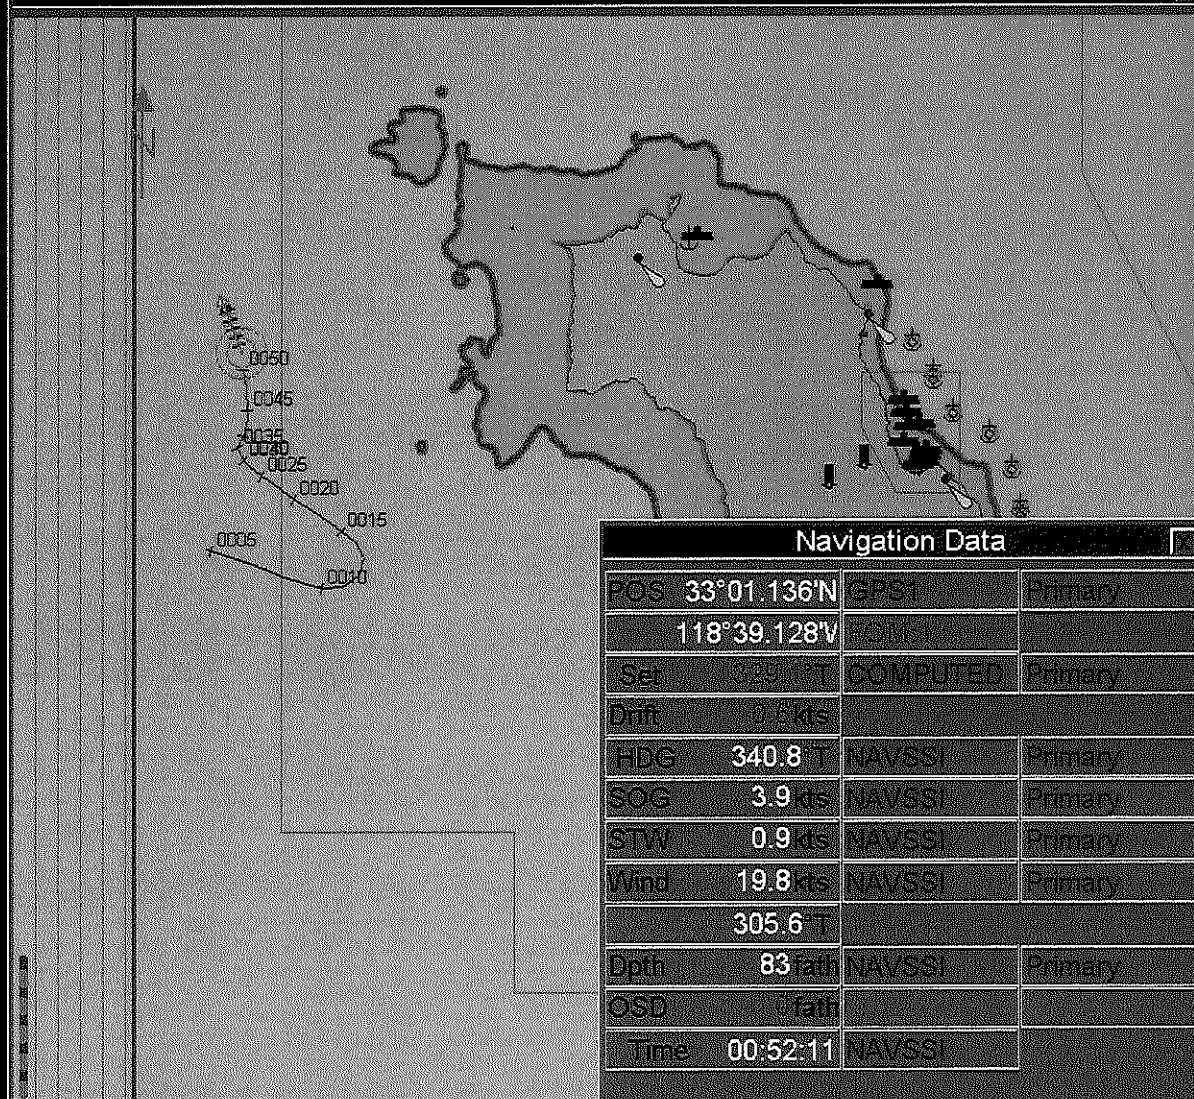 N
0050
0045
0035
0040
0025
0020
0015
0005
0010
Navigation Data X
POS 33°01.136'N GPS1 Primary
118°39.128'W
Set T COMPUTED Primary
Drift kts
HDG 340.8 T NAVSSI Primary
SOG 3.9 kts NAVSSI Primary
STW 0.9 kts NAVSSI Primary
Wind 19.8 kts NAVSSI Primary
305.6 T
Dpth 83 fath NAVSSI Primary
OSD fath
Time 00:52:11 NAVSSI